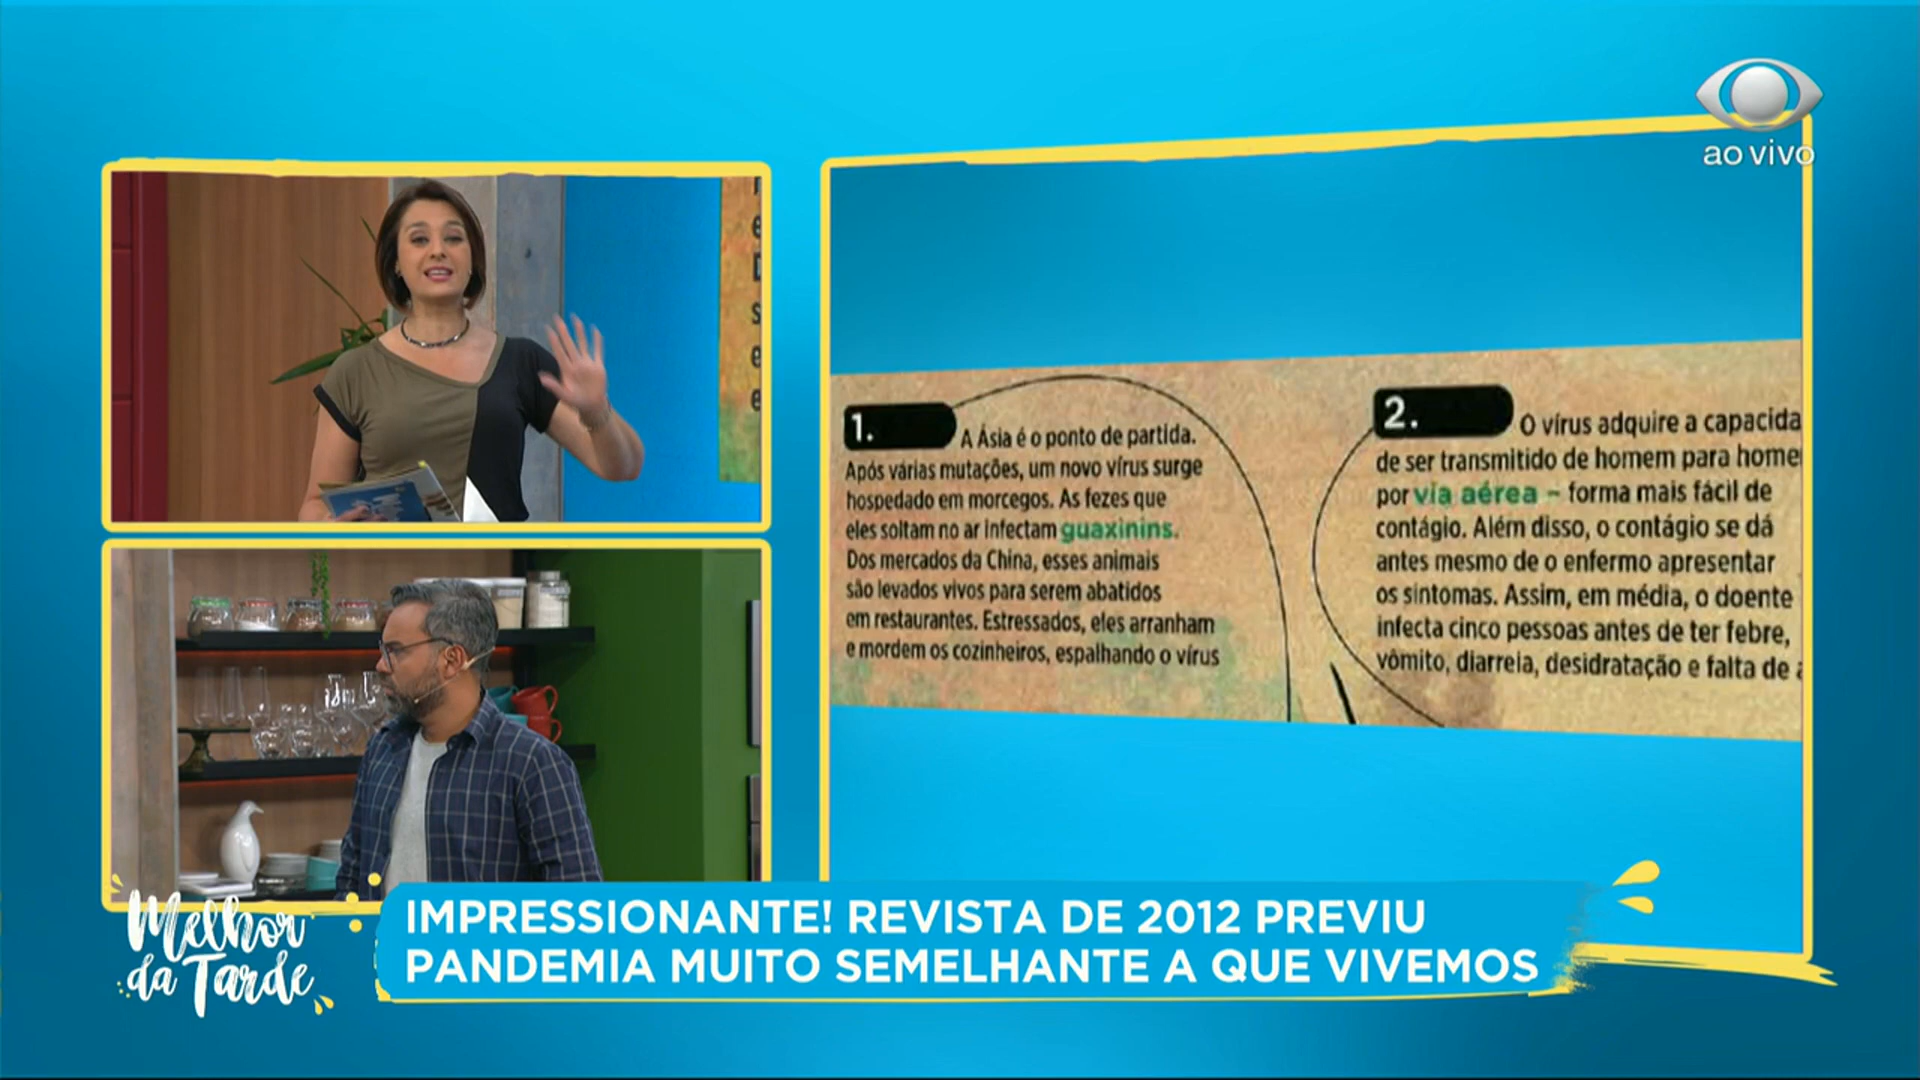 ao vivo
1.
A Ásia é o ponto de partida.
Após várias mutações, um novo vírus surge
hospedado em morcegos. As fezes que
eles soltam no ar infectam guaxinins.
Dos mercados da China, esses animais
são levados vivos para serem abatidos
em restaurantes. Estressados, eles arranham
e mordem os cozinheiros, espalhando o vírus
2.
O vírus adquire a capacida
de ser transmitido de homem para home
por via aérea – forma mais fácil de
contágio. Além disso, o contágio se dá
antes mesmo de o enfermo apresentar
os sintomas. Assim, em média, o doente
infecta cinco pessoas antes de ter febre,
vômito, diarreia, desidratação e falta de
Melhor
da Tarde
IMPRESSIONANTE! REVISTA DE 2012 PREVIU
PANDEMIA MUITO SEMELHANTE A QUE VIVEMOS